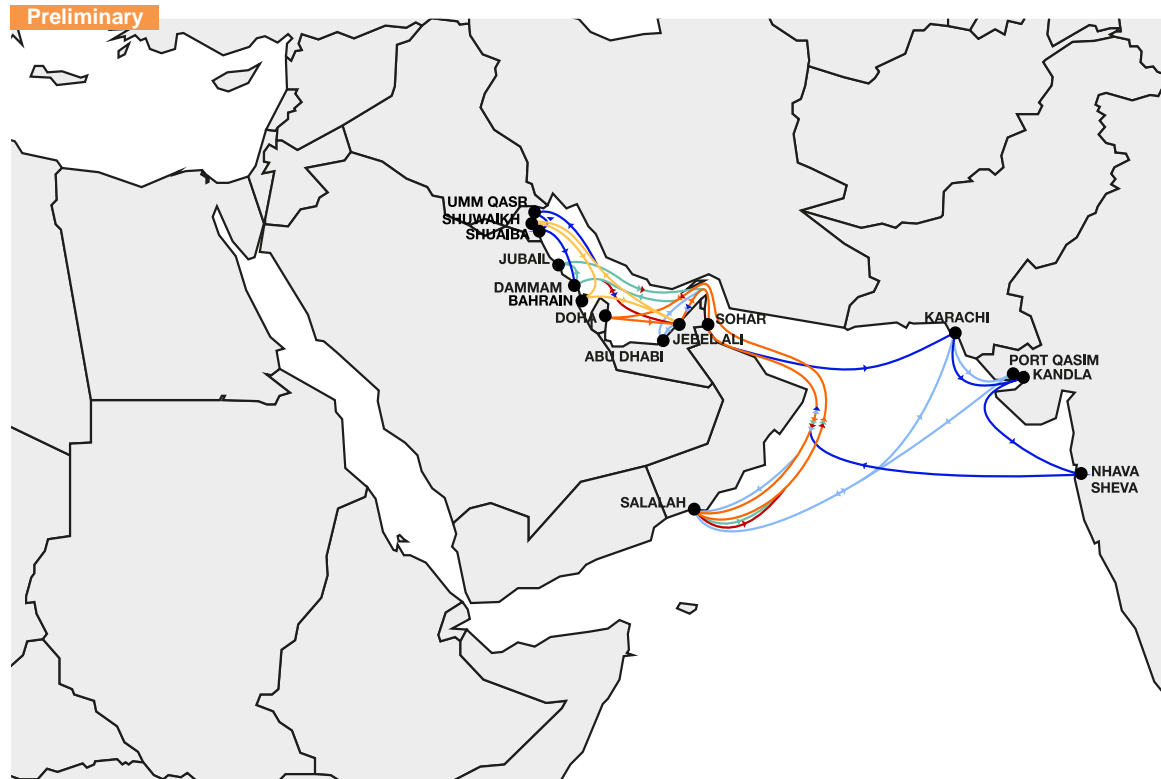 Preliminary
UMM QASR
SHUWAIKH
SHUAIBA
JUBAIL
DAMMAM
BAHRAIN
DOHA
SOHAR
JEBEL ALI
ABU DHABI
KARACHI
PORT QASIM
KANDLA
NHAVA
SHEVA
SALALAH